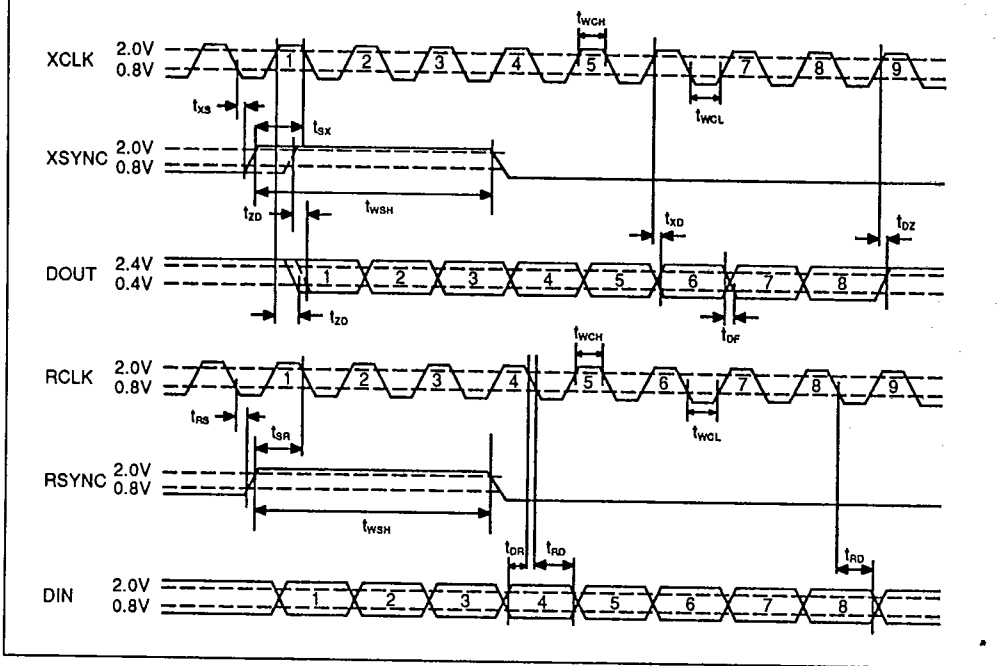 tWCH
XCLK 2.0V 0.8V 1 2 3 4 5 7 8 9
tXS tSX tWCL
XSYNC 2.0V 0.8V
tZD tWSH tXD tDZ
DOUT 2.4V 0.4V 1 2 3 4 5 6 7 8
tZD tDF
tWCH
RCLK 2.0V 0.8V 1 2 3 4 5 6 7 8 9
tRS tSR tWCL
RSYNC 2.0V 0.8V
tWSH
tDR tRD tRD
DIN 2.0V 0.8V 1 2 3 4 5 6 7 8